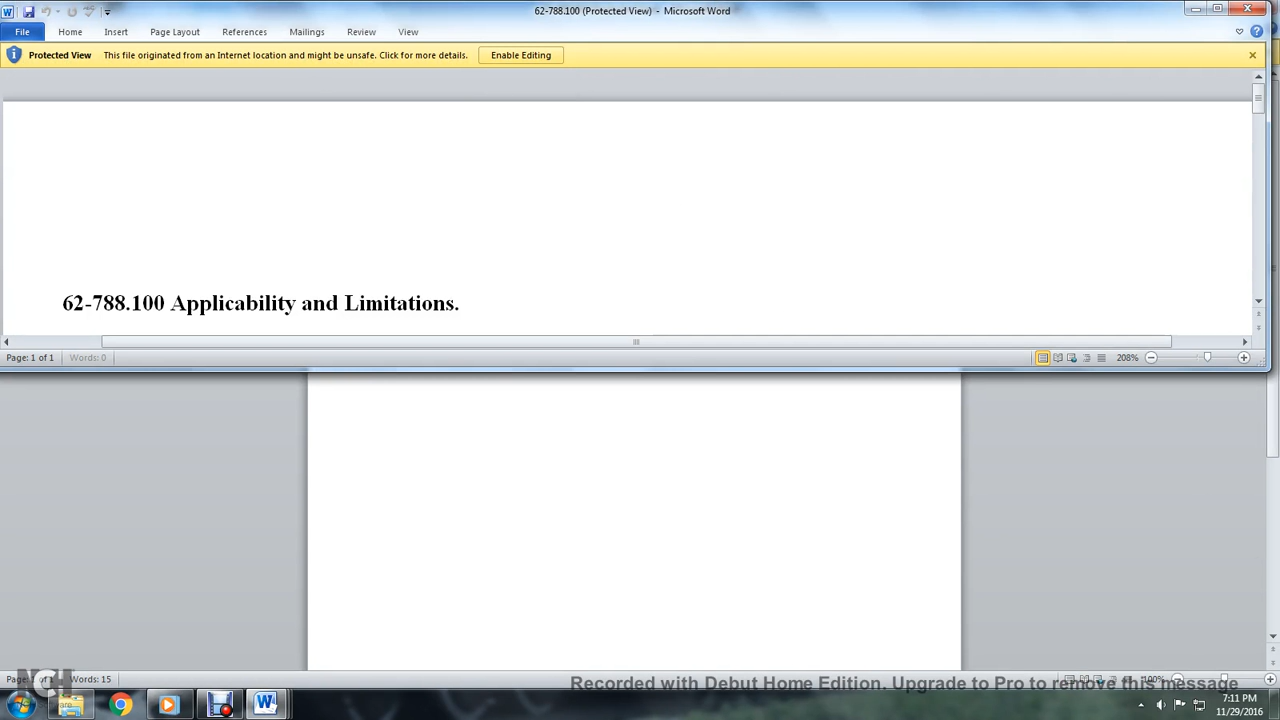 62-788.100 (Protected View) - Microsoft Word
File Home Insert Page Layout References Mailings Review View
Protected View This file originated from an Internet location and might be unsafe. Click for more details. Enable Editing
62-788.100 Applicability and Limitations.
Page: 1 of 1 Words: 0 208%
Words: 15 100%
NCH
Recorded with Debut Home Edition. Upgrade to Pro to remove this message
7:11 PM
11/29/2016